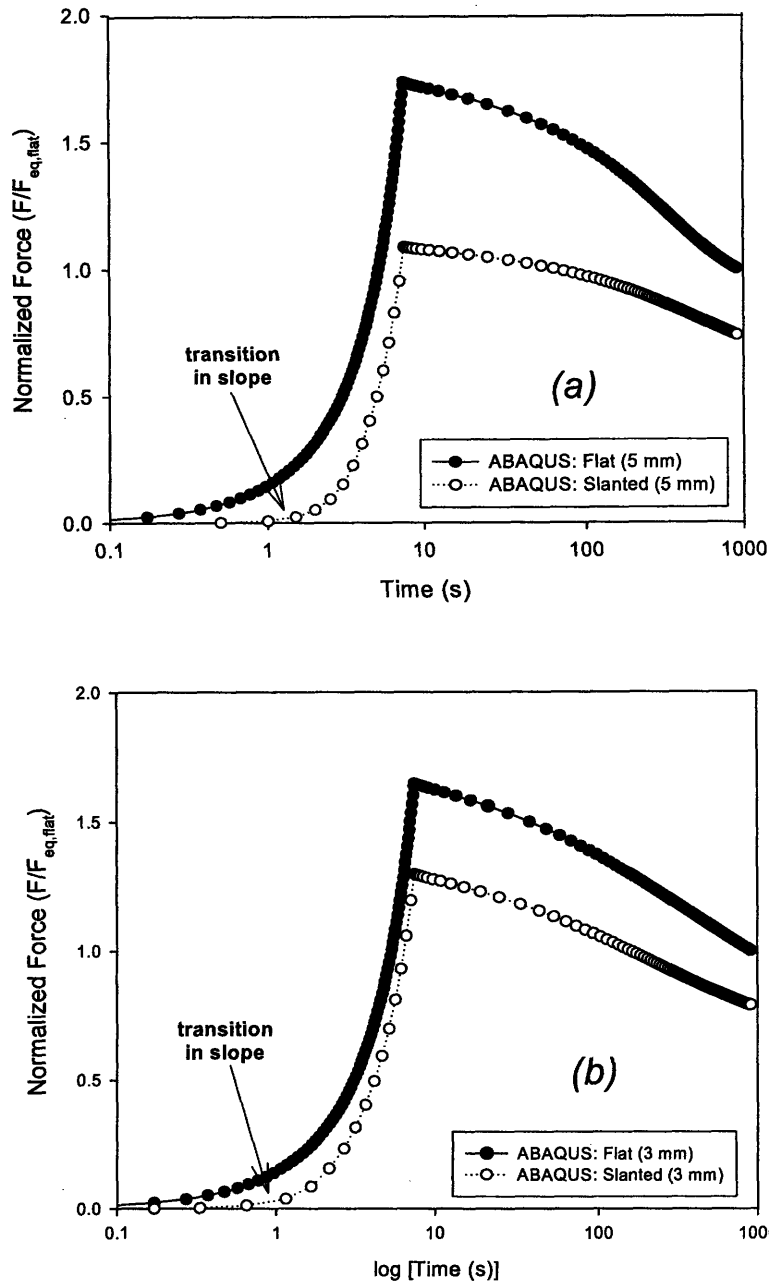 2.0
1.5
1.0
0.5
0.0
Normalized Force (F/Feq,flat)
transition
in slope
(a)
ABAQUS: Flat (5 mm)
ABAQUS: Slanted (5 mm)
0.1 1 10 100 1000
Time (s)
2.0
1.5
1.0
0.5
0.0
Normalized Force (F/Feq,flat)
transition
in slope
(b)
ABAQUS: Flat (3 mm)
ABAQUS: Slanted (3 mm)
0.1 1 10 100 100
log [Time (s)]